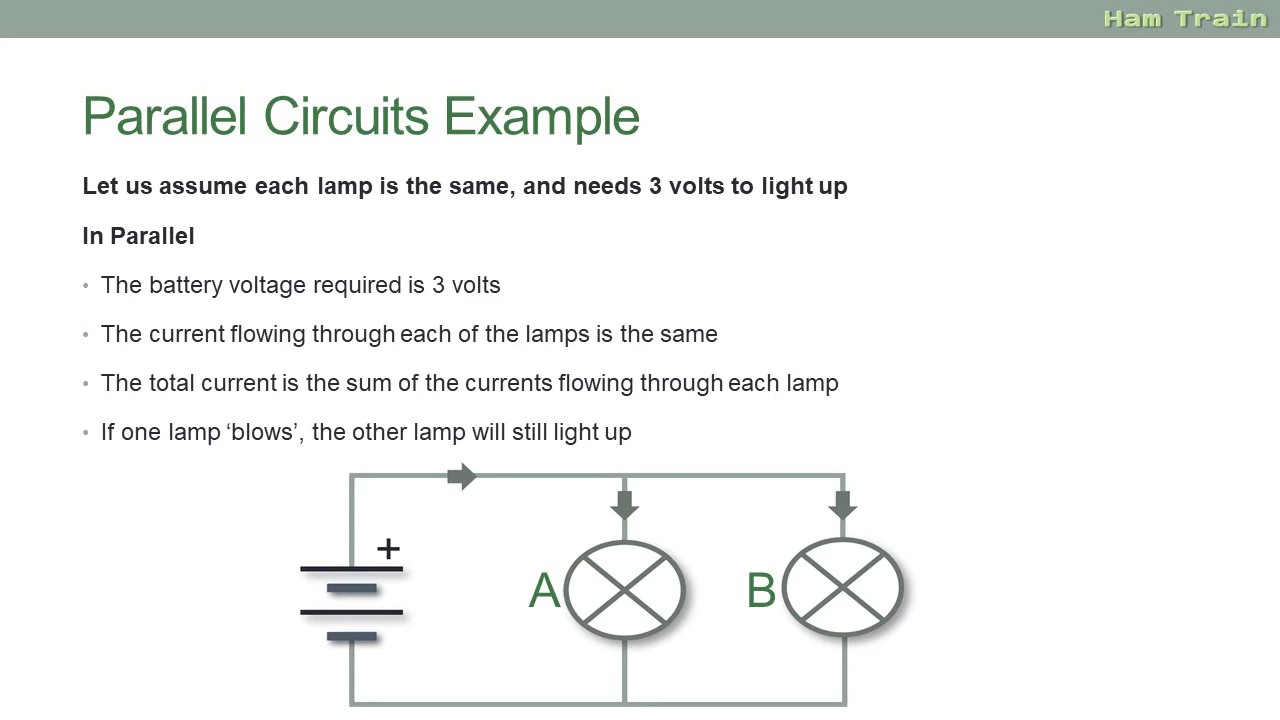 Ham Train
Parallel Circuits Example
Let us assume each lamp is the same, and needs 3 volts to light up
In Parallel
• The battery voltage required is 3 volts
• The current flowing through each of the lamps is the same
• The total current is the sum of the currents flowing through each lamp
• If one lamp ‘blows’, the other lamp will still light up
+
A
B